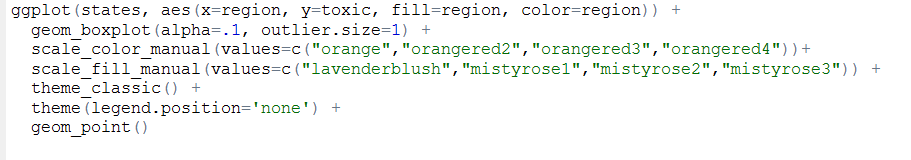 ggplot(states, aes(x=region, y=toxic, fill=region, color=region)) +
  geom_boxplot(alpha=.1, outlier.size=1) +
  scale_color_manual(values=c("orange","orangered2","orangered3","orangered4"))+
  scale_fill_manual(values=c("lavenderblush","mistyrose1","mistyrose2","mistyrose3")) +
  theme_classic() +
  theme(legend.position='none') +
  geom_point()